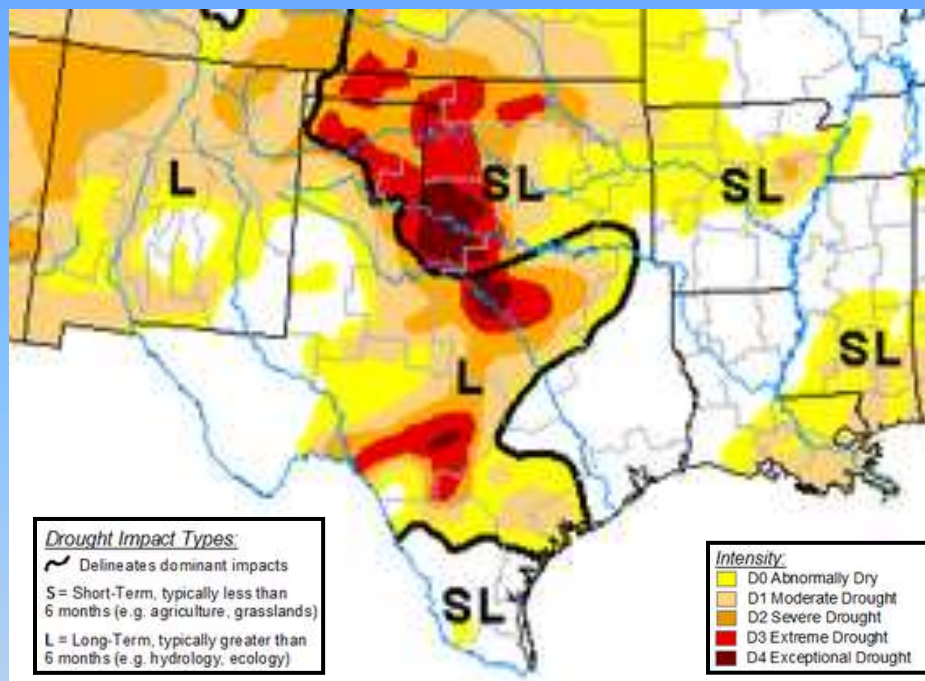 L
SL
SL
SL
L
SL
Drought Impact Types:
Delineates dominant impacts
S = Short-Term, typically less than
6 months (e.g. agriculture, grasslands)
L = Long-Term, typically greater than
6 months (e.g. hydrology, ecology)
Intensity:
D0 Abnormally Dry
D1 Moderate Drought
D2 Severe Drought
D3 Extreme Drought
D4 Exceptional Drought